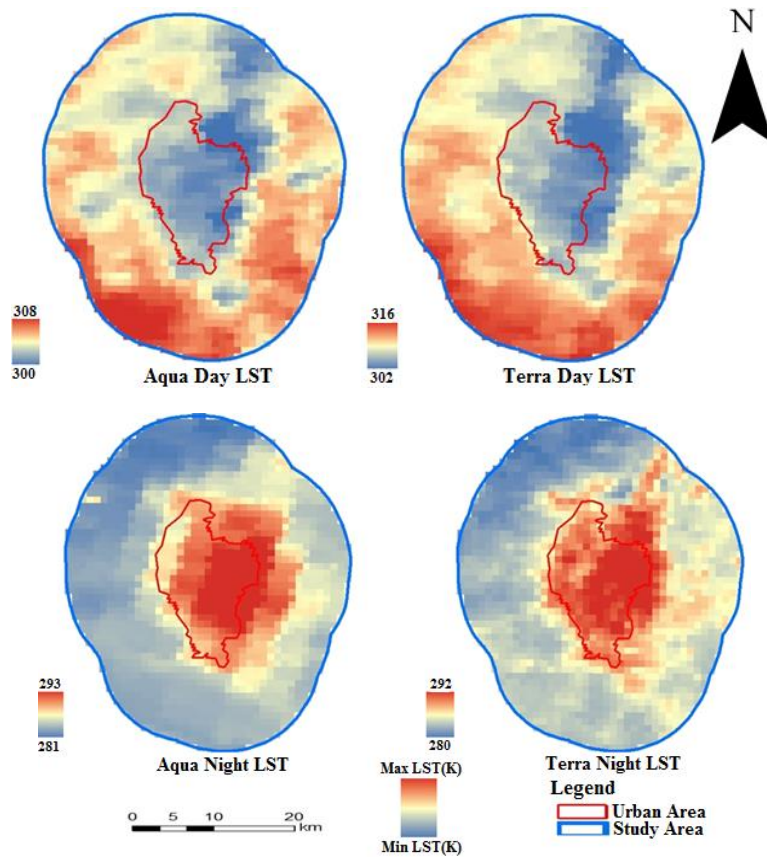 N
308
300
Aqua Day LST
316
302
Terra Day LST
293
281
Aqua Night LST
292
280
Terra Night LST
Max LST(K)
Min LST(K)
Legend
Urban Area
Study Area
0 5 10 20
km